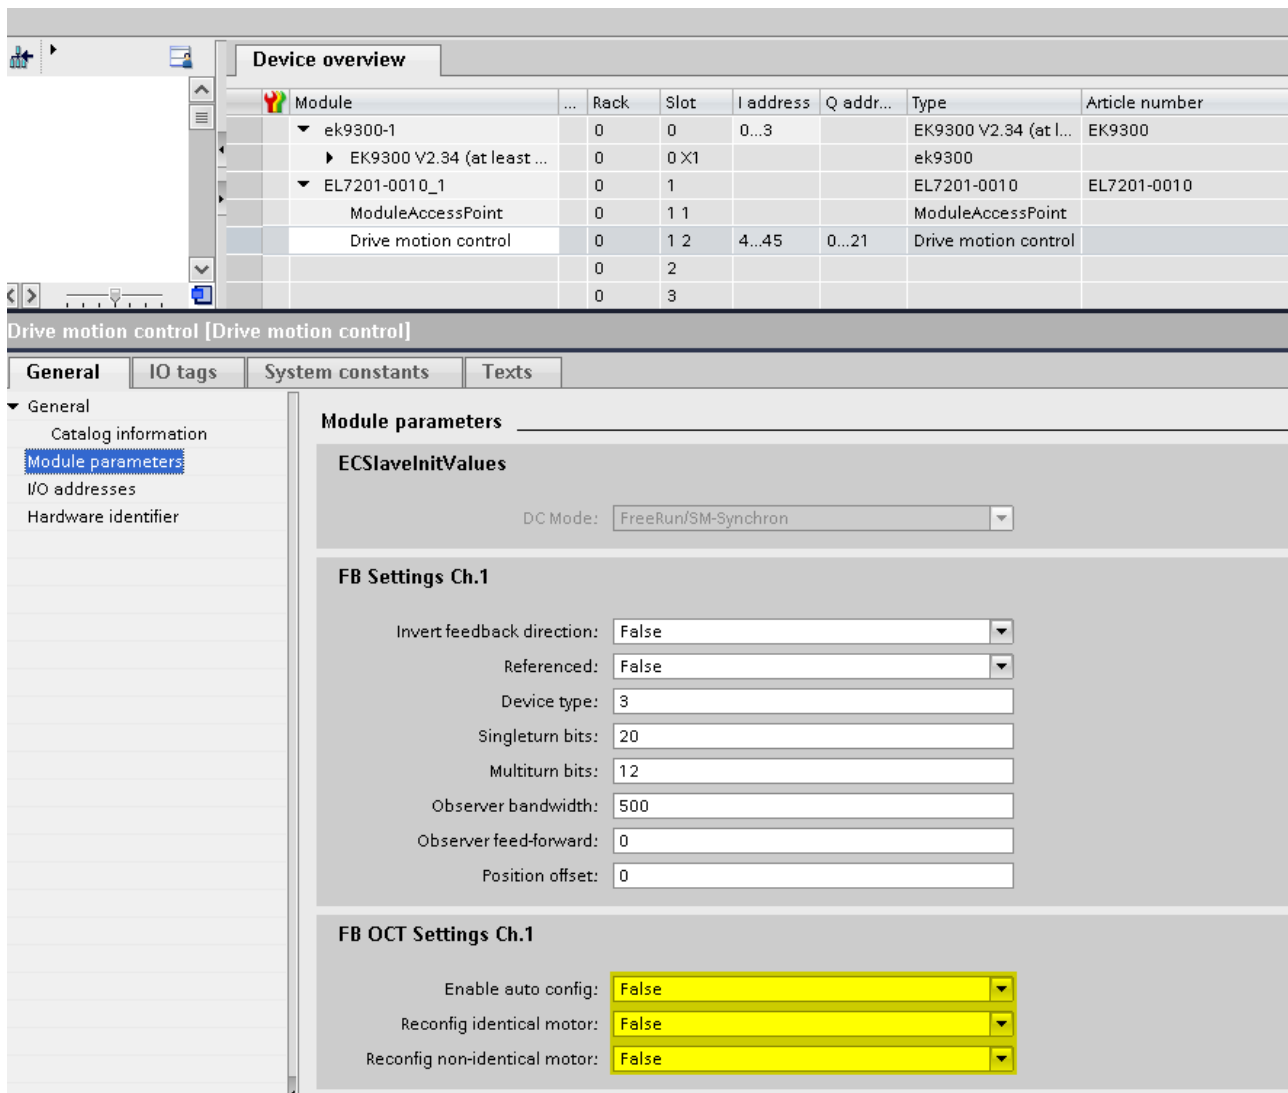 Device overview
Module ... Rack Slot I address Q addr... Type Article number
ek9300-1 0 0 0...3 EK9300 V2.34 (at l... EK9300
EK9300 V2.34 (at least ... 0 0 X1 ek9300
EL7201-0010_1 0 1 EL7201-0010 EL7201-0010
ModuleAccessPoint 0 1 1 ModuleAccessPoint
Drive motion control 0 1 2 4...45 0...21 Drive motion control
0 2
0 3
Drive motion control [Drive motion control]
General IO tags System constants Texts
General
Catalog information
Module parameters
I/O addresses
Hardware identifier
Module parameters
ECSlaveInitValues
DC Mode: FreeRun/SM-Synchron
FB Settings Ch.1
Invert feedback direction: False
Referenced: False
Device type: 3
Singleturn bits: 20
Multiturn bits: 12
Observer bandwidth: 500
Observer feed-forward: 0
Position offset: 0
FB OCT Settings Ch.1
Enable auto config: False
Reconfig identical motor: False
Reconfig non-identical motor: False